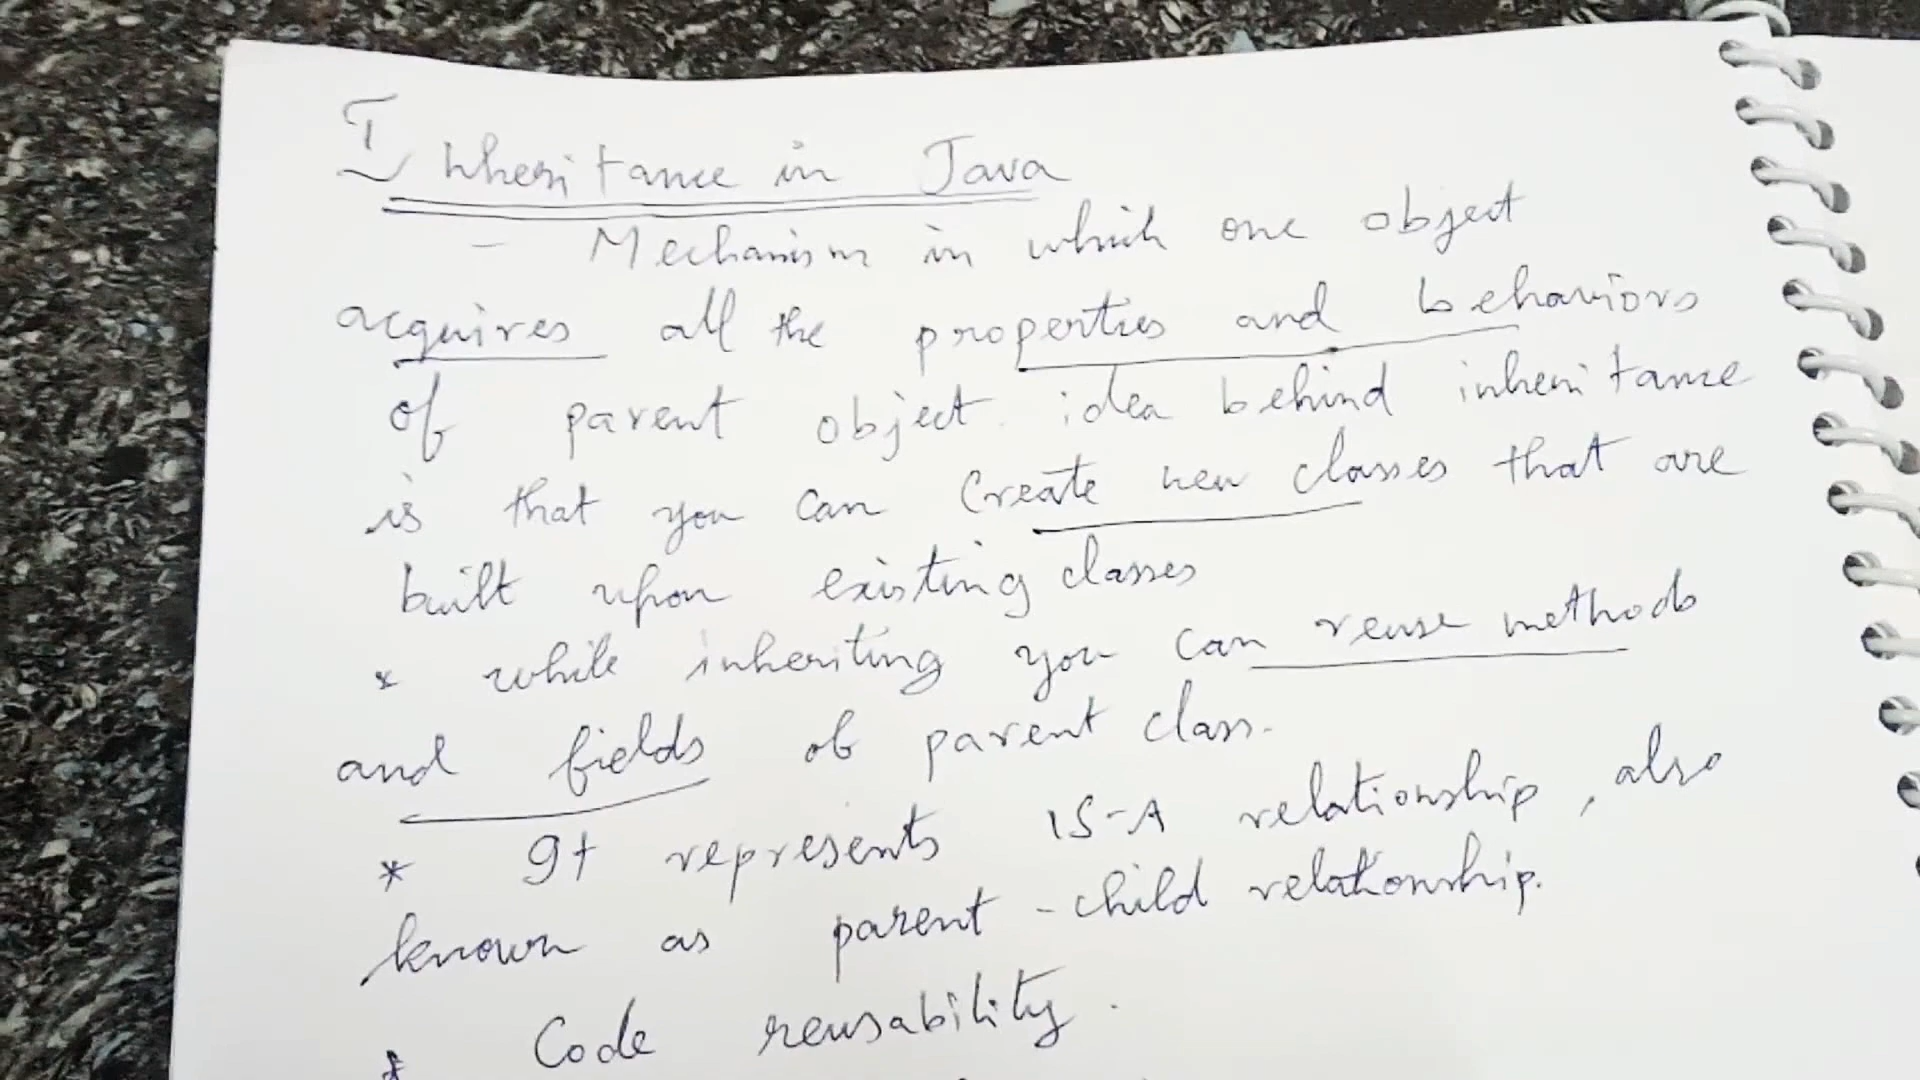 Inheritance in Java
- Mechanism in which one object
acquires all the properties and behaviors
of parent object. idea behind inheritance
is that you can Create new classes that are
built upon existing classes
* while inheriting you can reuse methods
and fields of parent class.
* It represents IS-A relationship, also
known as parent-child relationship.
* Code reusability.